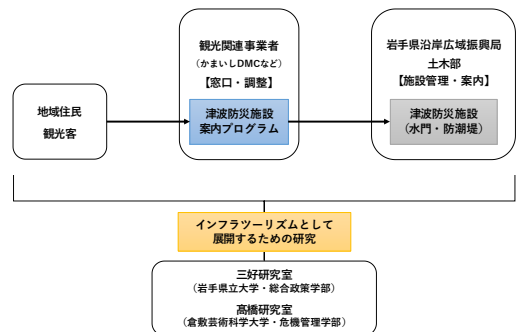 観光関連事業者
(かまいしDMCなど)
【窓口・調整】
津波防災施設
案内プログラム
岩手県沿岸広域振興局
土木部
【施設管理・案内】
津波防災施設
(水門・防潮堤)
地域住民
観光客
インフラツーリズムとして
展開するための研究
三好研究室
(岩手県立大学・総合政策学部)
髙橋研究室
(倉敷芸術科学大学・危機管理学部)